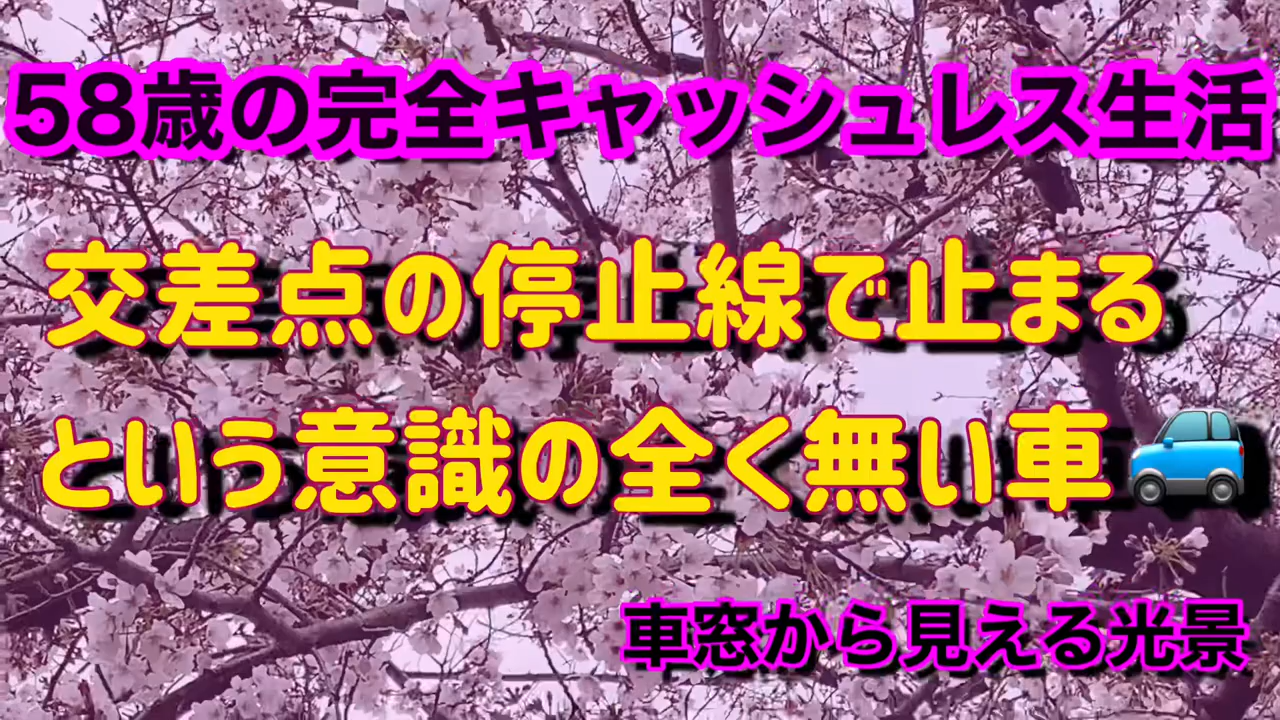 58歳の完全キャッシュレス生活
交差点の停止線で止まる
という意識の全く無い車🚙
車窓から見える光景